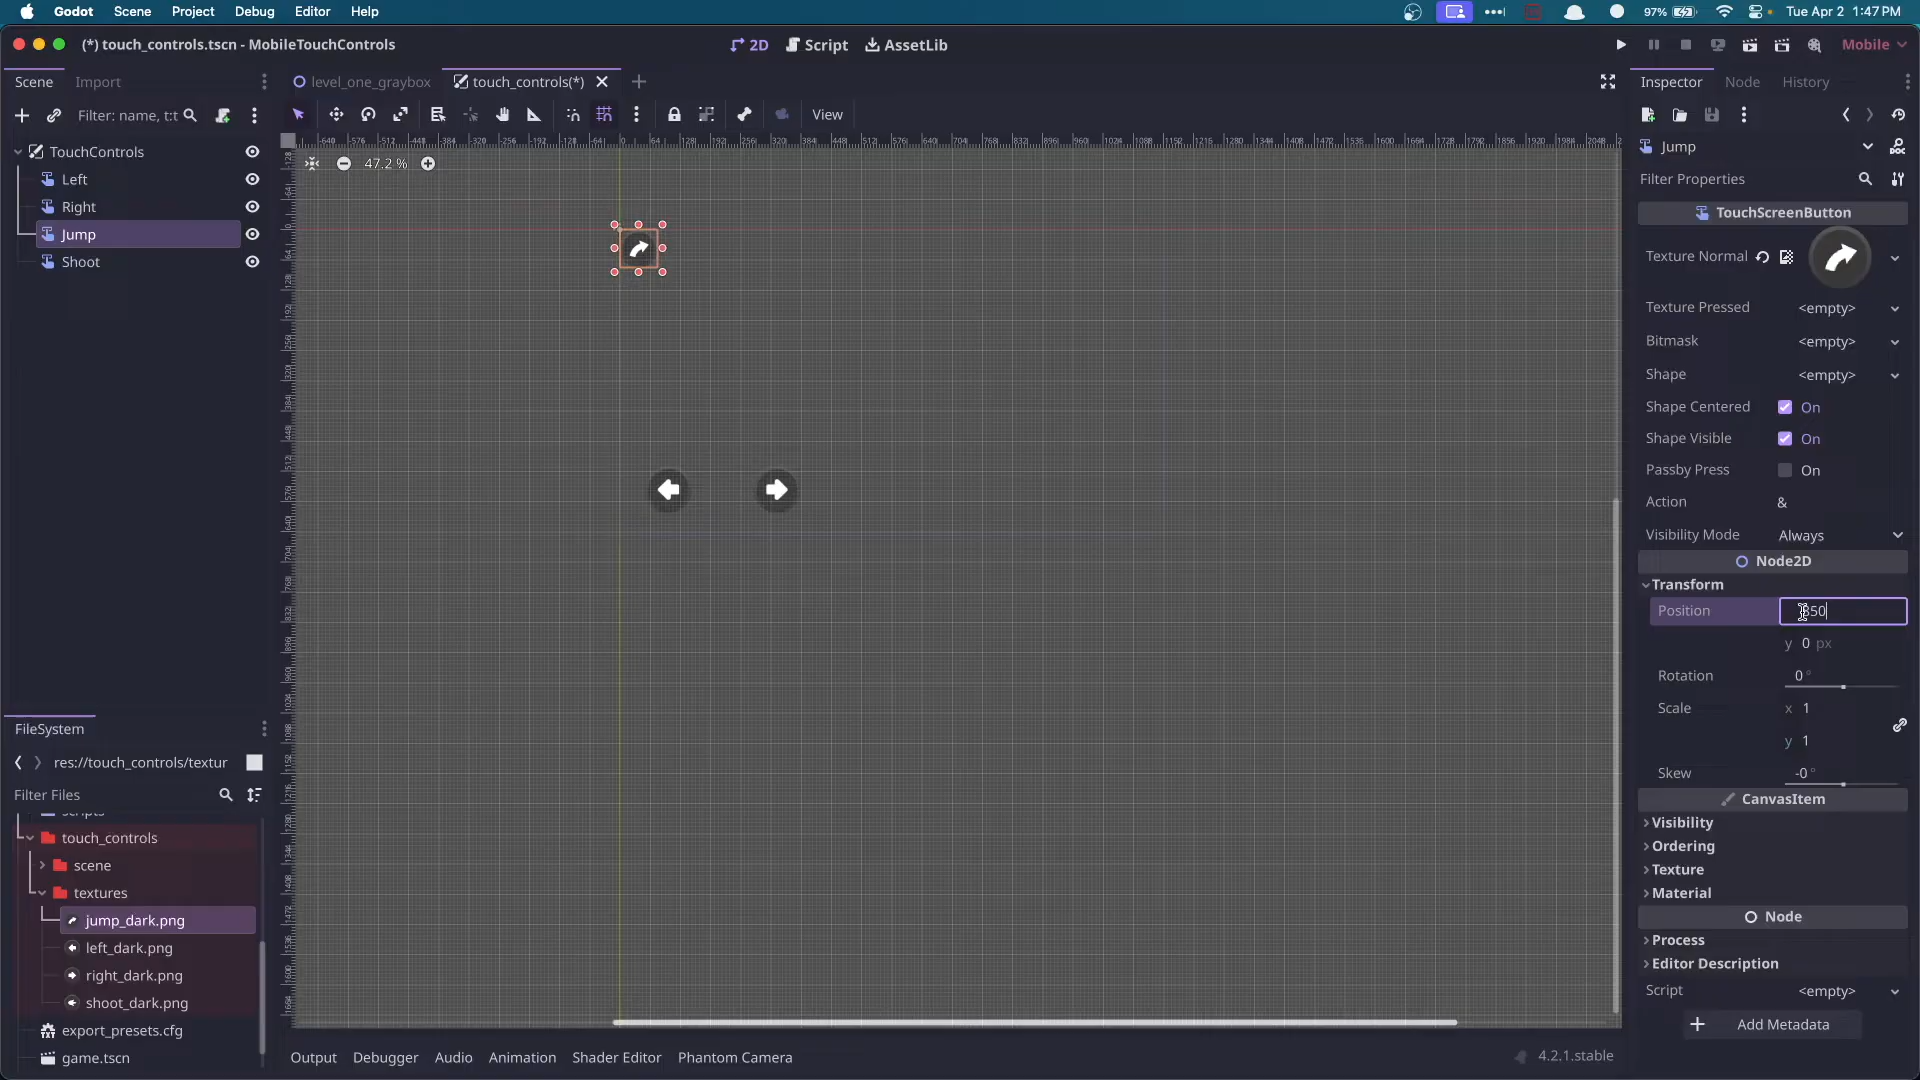 Godot Scene Project Debug Editor Help 97% Tue Apr 2 1:47 PM
(*) touch_controls.tscn - MobileTouchControls 2D Script AssetLib Mobile
Scene Import
level_one_graybox touch_controls(*)
Inspector Node History
Filter: name, t:t
View
TouchControls
Left
Right
Jump
Shoot
47.2 %
Jump
Filter Properties
TouchScreenButton
Texture Normal
Texture Pressed <empty>
Bitmask <empty>
Shape <empty>
Shape Centered On
Shape Visible On
Passby Press On
Action &
Visibility Mode Always
Node2D
Transform
Position 850
y 0 px
Rotation 0 °
Scale x 1
y 1
Skew -0 °
CanvasItem
Visibility
Ordering
Texture
Material
Node
Process
Editor Description
Script <empty>
Add Metadata
FileSystem
res://touch_controls/textur
Filter Files
scripts
touch_controls
scene
textures
jump_dark.png
left_dark.png
right_dark.png
shoot_dark.png
export_presets.cfg
game.tscn
Output Debugger Audio Animation Shader Editor Phantom Camera 4.2.1.stable